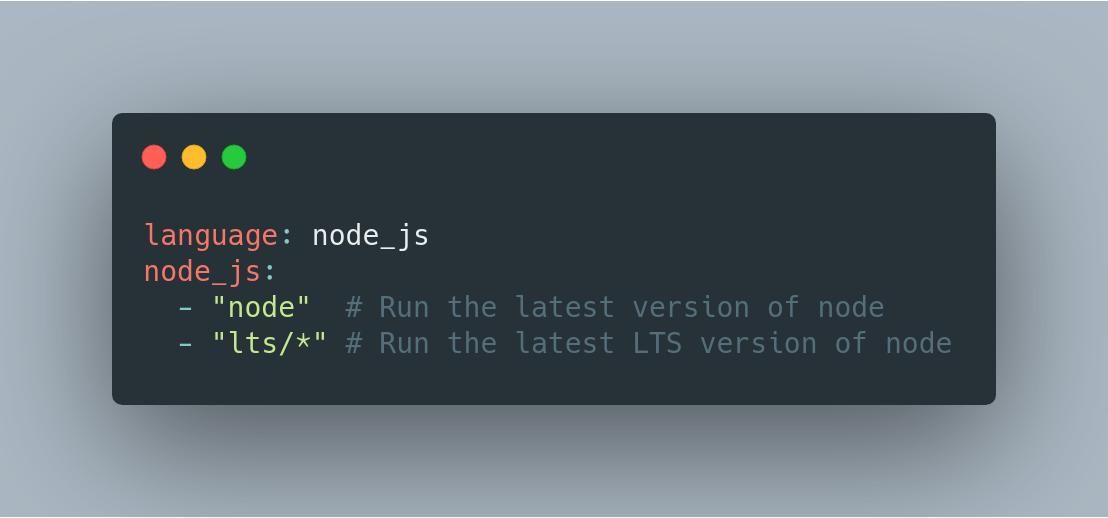 language: node_js
node_js:
  - "node"  # Run the latest version of node
  - "lts/*" # Run the latest LTS version of node